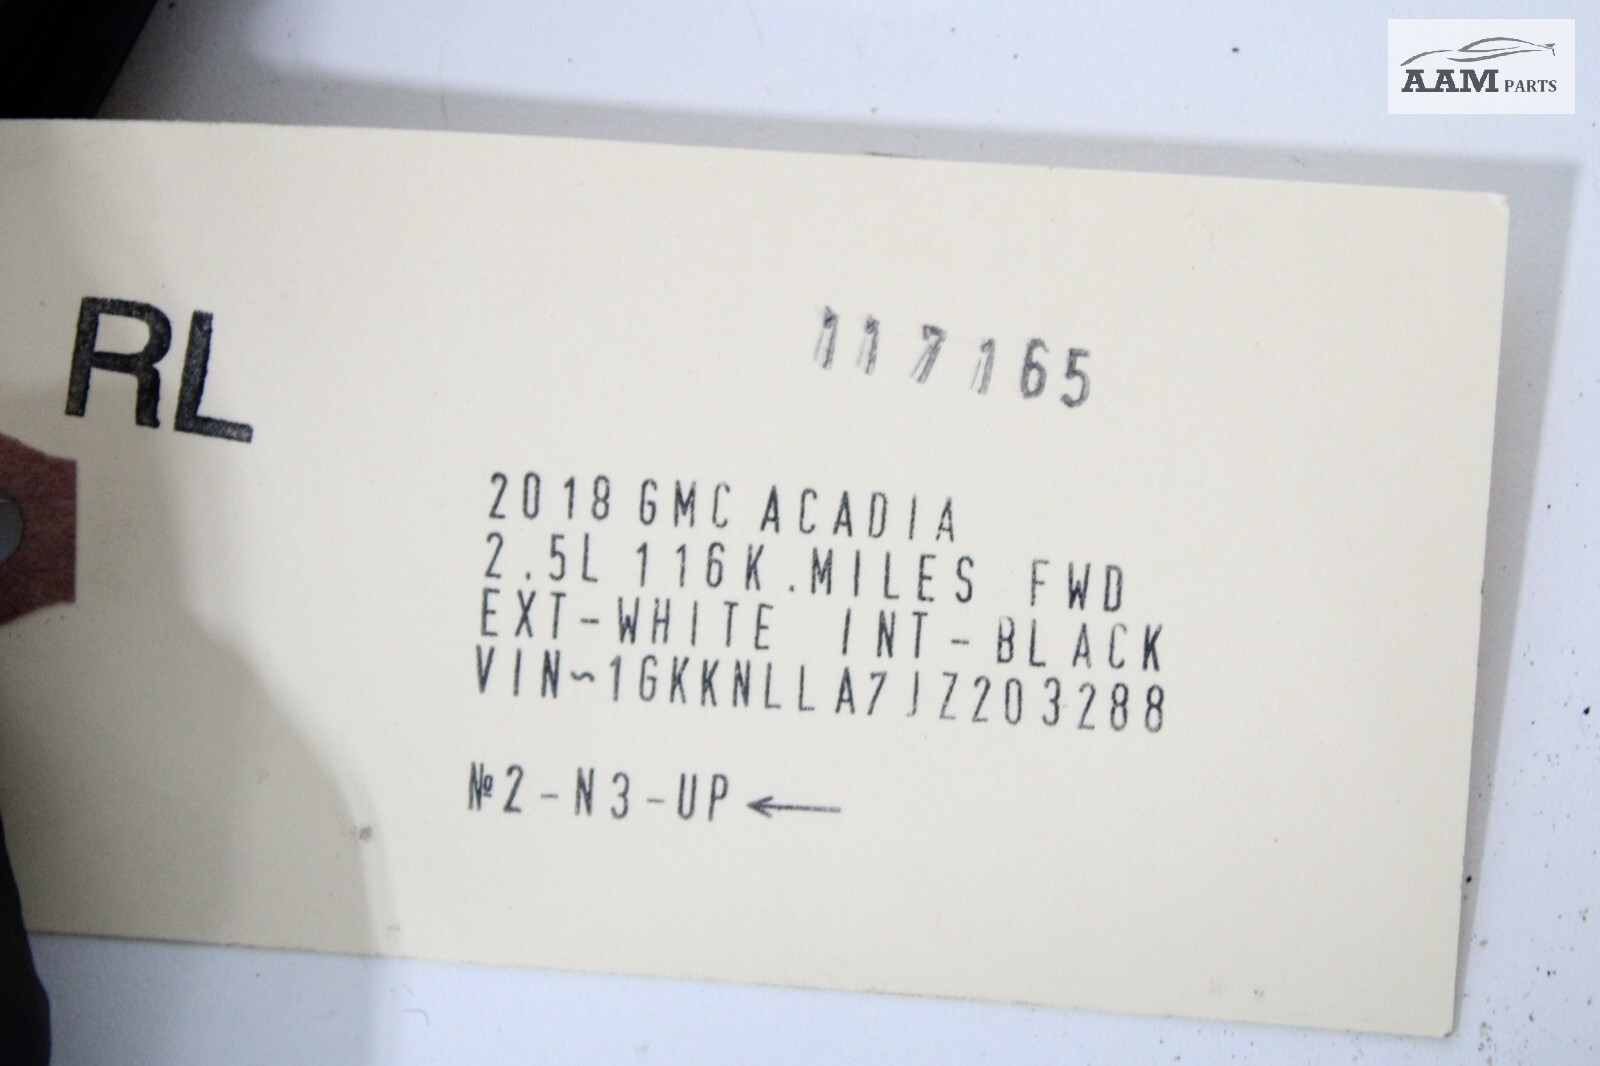 AAM PARTS
RL
117165
2018 GMC ACADIA
2.5L 116K.MILES FWD
EXT-WHITE INT-BLACK
VIN~1GKKNLLA7JZ203288
№2-N3-UP←